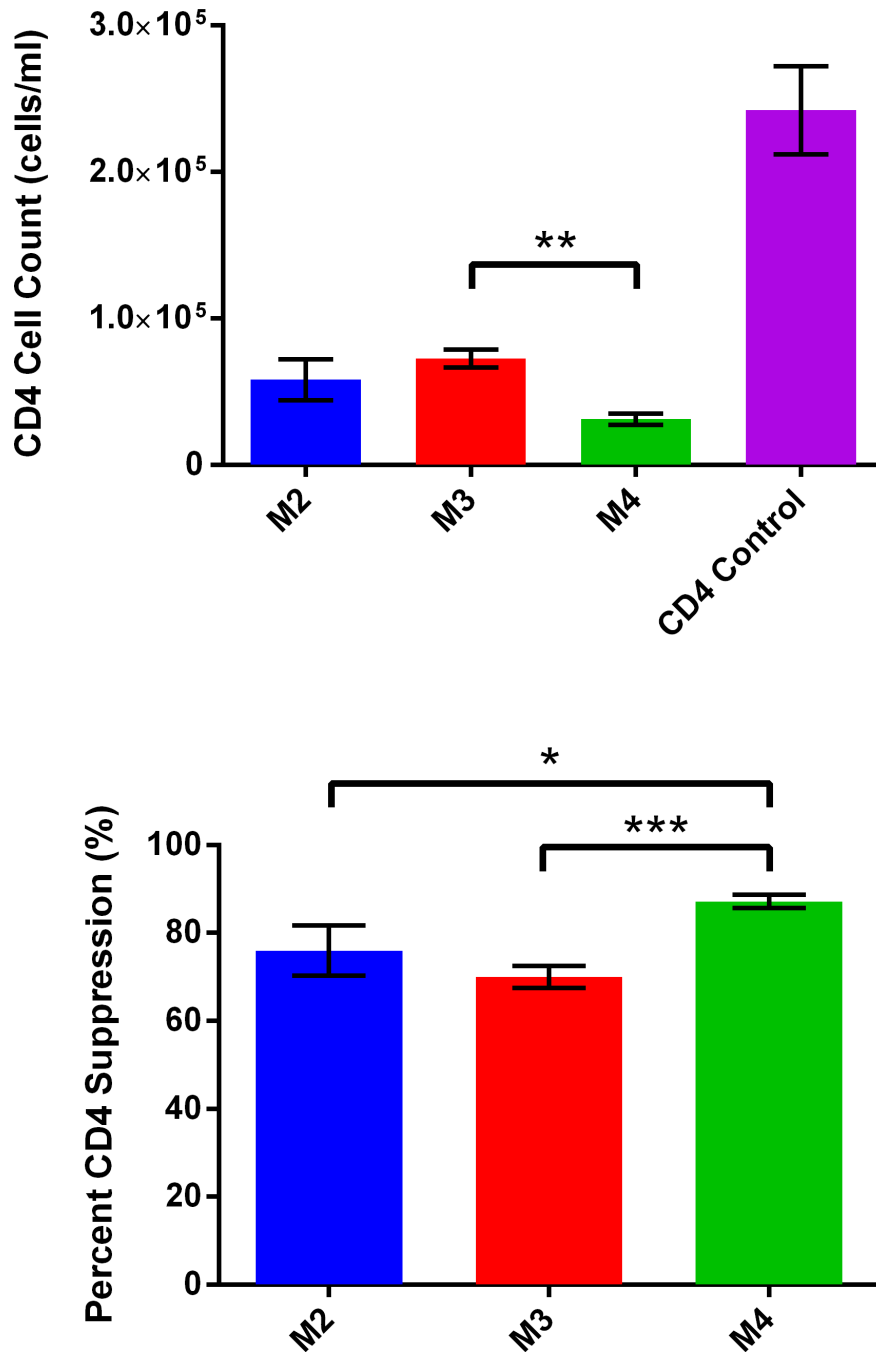 CD4 Cell Count (cells/ml)
3.0×10⁵
2.0×10⁵
1.0×10⁵
0
**
M2
M3
M4
CD4 Control
Percent CD4 Suppression (%)
100
80
60
40
20
0
*
***
M2
M3
M4